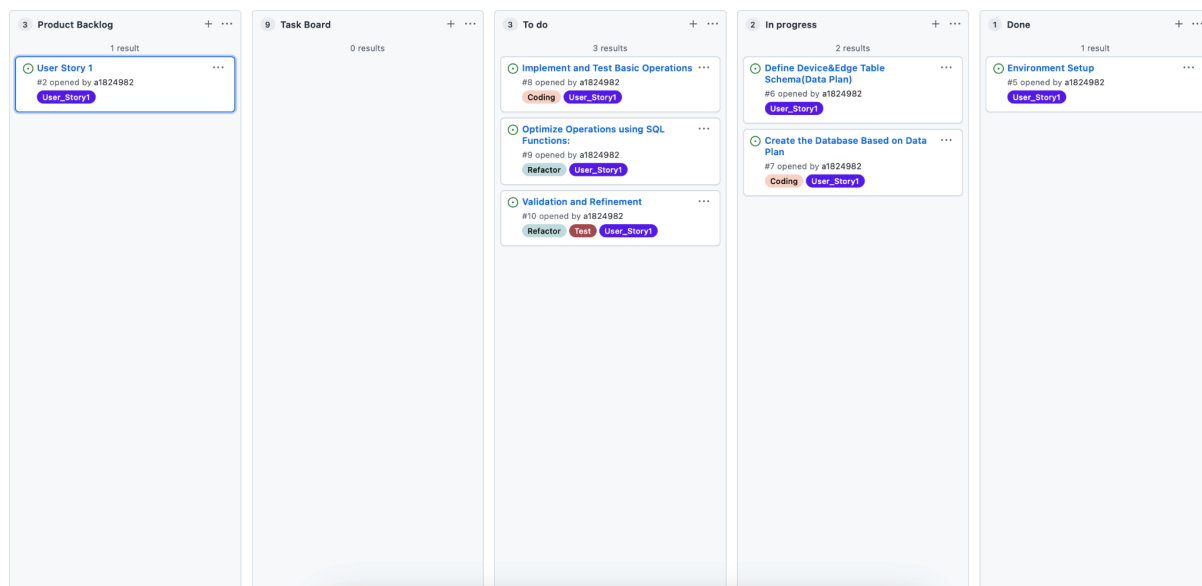 3 Product Backlog
1 result
User Story 1
#2 opened by a1824982
User_Story1
9 Task Board
0 results
3 To do
3 results
Implement and Test Basic Operations
#8 opened by a1824982
Coding User_Story1
Optimize Operations using SQL
Functions:
#9 opened by a1824982
Refactor User_Story1
Validation and Refinement
#10 opened by a1824982
Refactor Test User_Story1
2 In progress
2 results
Define Device&Edge Table
Schema(Data Plan)
#6 opened by a1824982
User_Story1
Create the Database Based on Data
Plan
#7 opened by a1824982
Coding User_Story1
1 Done
1 result
Environment Setup
#5 opened by a1824982
User_Story1